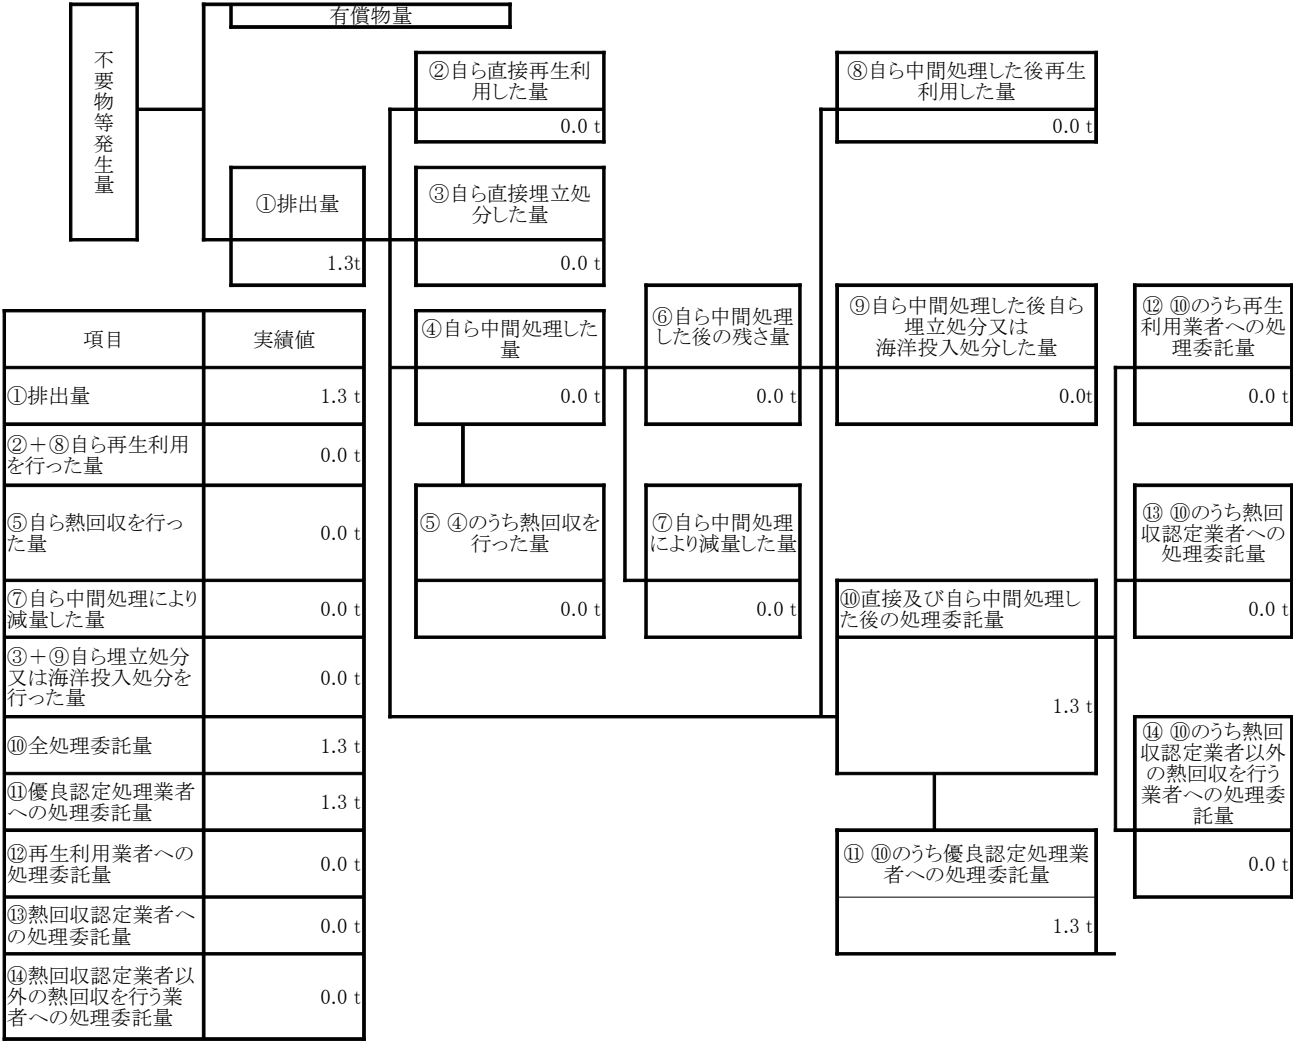 有償物量
不要物等発生量
②自ら直接再生利
用した量
0.0 t
⑧自ら中間処理した後再生
利用した量
0.0 t
①排出量
1.3t
③自ら直接埋立処
分した量
0.0 t
④自ら中間処理した
量
0.0 t
⑥自ら中間処理
した後の残さ量
0.0 t
⑨自ら中間処理した後自ら
埋立処分又は
海洋投入処分した量
0.0t
⑫ ⑩のうち再生
利用業者への処
理委託量
0.0 t
⑤ ④のうち熱回収を
行った量
0.0 t
⑦自ら中間処理
により減量した量
0.0 t
⑬ ⑩のうち熱回
収認定業者への
処理委託量
0.0 t
⑩直接及び自ら中間処理し
た後の処理委託量
1.3 t
⑭ ⑩のうち熱回
収認定業者以外
の熱回収を行う
業者への処理委
託量
0.0 t
⑪ ⑩のうち優良認定処理業
者への処理委託量
1.3 t
項目 実績値
①排出量 1.3 t
②+⑧自ら再生利用
を行った量
0.0 t
⑤自ら熱回収を行っ
た量
0.0 t
⑦自ら中間処理により
減量した量
0.0 t
③+⑨自ら埋立処分
又は海洋投入処分を
行った量
0.0 t
⑩全処理委託量 1.3 t
⑪優良認定処理業者
への処理委託量
1.3 t
⑫再生利用業者への
処理委託量
0.0 t
⑬熱回収認定業者へ
の処理委託量
0.0 t
⑭熱回収認定業者以
外の熱回収を行う業
者への処理委託量
0.0 t